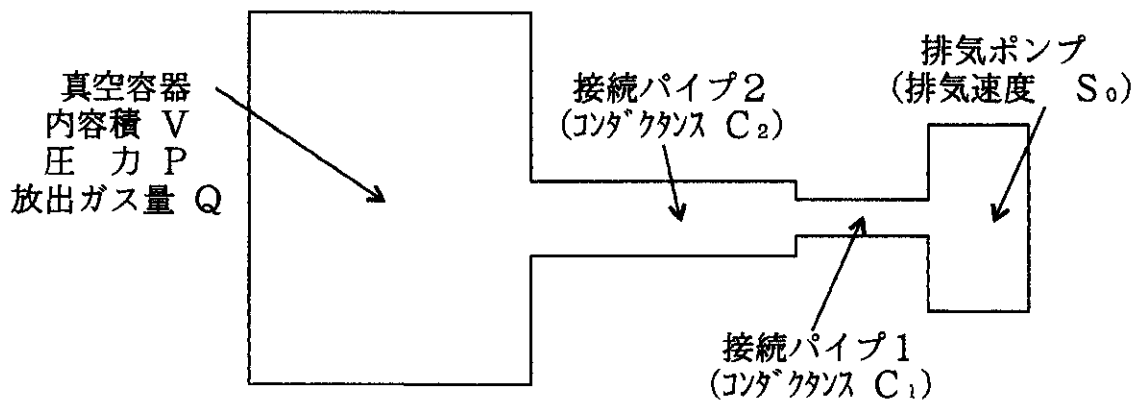 真空容器
内容積 V
圧 力 P
放出ガス量 Q
接続パイプ2
(コンダクタンス C₂)
排気ポンプ
(排気速度 S₀)
接続パイプ1
(コンダクタンス C₁)